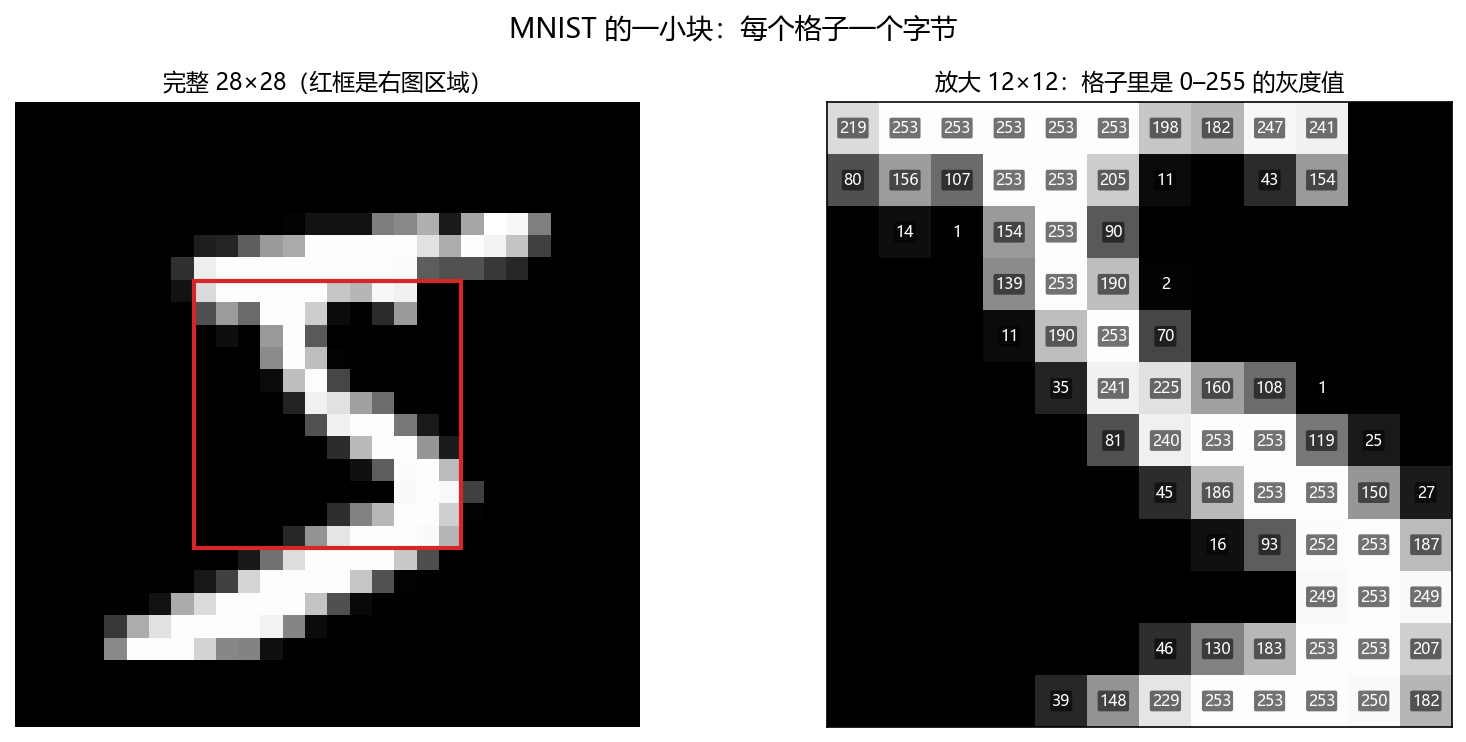 MNIST 的一小块：每个格子一个字节
完整 28×28（红框是右图区域）
放大 12×12：格子里是 0–255 的灰度值
219 253 253 253 253 253 198 182 247 241
80 156 107 253 253 205 11 43 154
14 1 154 253 90
139 253 190 2
11 190 253 70
35 241 225 160 108 1
81 240 253 253 119 25
45 186 253 253 150 27
16 93 252 253 187
249 253 249
46 130 183 253 253 207
39 148 229 253 253 253 250 182